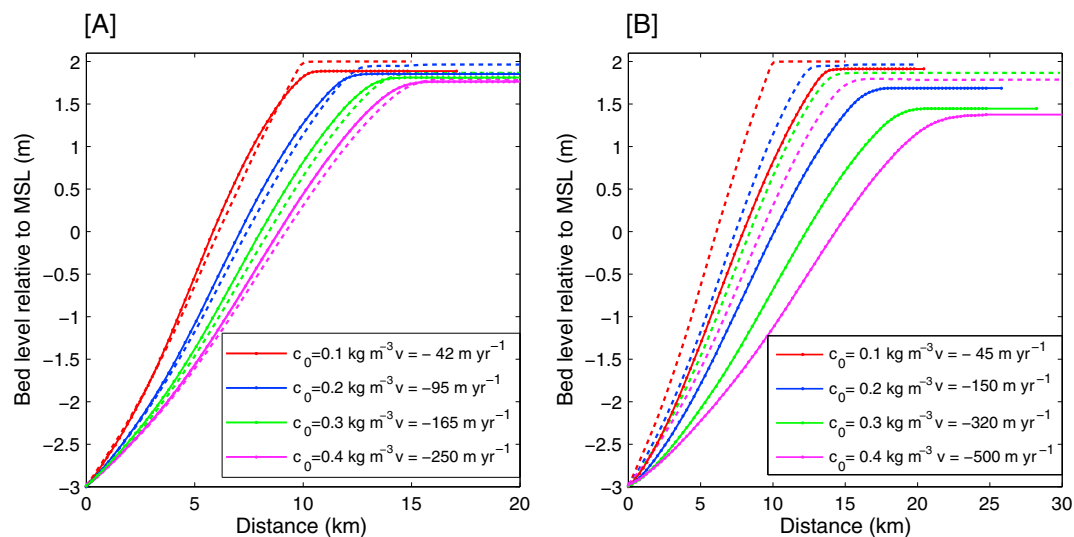 [A]
Bed level relative to MSL (m)
2
1.5
1
0.5
0
−0.5
−1
−1.5
−2
−2.5
−3
0 5 10 15 20
Distance (km)
c₀=0.1 kg m⁻³ v = − 42 m yr⁻¹
c₀=0.2 kg m⁻³ v = −95 m yr⁻¹
c₀=0.3 kg m⁻³ v = −165 m yr⁻¹
c₀=0.4 kg m⁻³ v = −250 m yr⁻¹
[B]
Bed level relative to MSL (m)
2
1.5
1
0.5
0
−0.5
−1
−1.5
−2
−2.5
−3
0 5 10 15 20 25 30
Distance (km)
c₀=0.1 kg m⁻³ v = − 45 m yr⁻¹
c₀=0.2 kg m⁻³ v = −150 m yr⁻¹
c₀=0.3 kg m⁻³ v = −320 m yr⁻¹
c₀=0.4 kg m⁻³ v = −500 m yr⁻¹